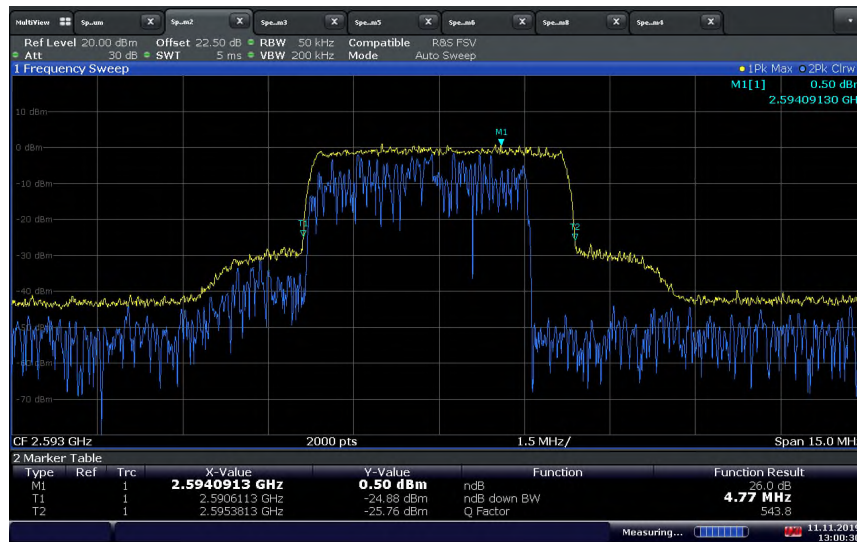 MultiView Sp...um X Sp...m2 X Spe...m3 X Spe...m5 X Spe...m6 X Spe...m8 X Spe...m4 X
Ref Level 20.00 dBm Offset 22.50 dB RBW 50 kHz Compatible R&S FSV
Att 30 dB SWT 5 ms VBW 200 kHz Mode Auto Sweep
1 Frequency Sweep 1Pk Max 2Pk Clrw
M1[1] 0.50 dBm
2.59409130 GH
10 dBm
M1
0 dBm
-10 dBm
-20 dBm
T2
-30 dBm
-40 dBm
-60 dBm
-70 dBm
CF 2.593 GHz 2000 pts 1.5 MHz/ Span 15.0 MH
2 Marker Table
Type Ref Trc X-Value Y-Value Function Function Result
M1 1 2.5940913 GHz 0.50 dBm ndB 26.0 dB
T1 1 2.5906113 GHz -24.88 dBm ndB down BW 4.77 MHz
T2 1 2.5953813 GHz -25.76 dBm Q Factor 543.8
Measuring... 11.11.2019
13:00:36